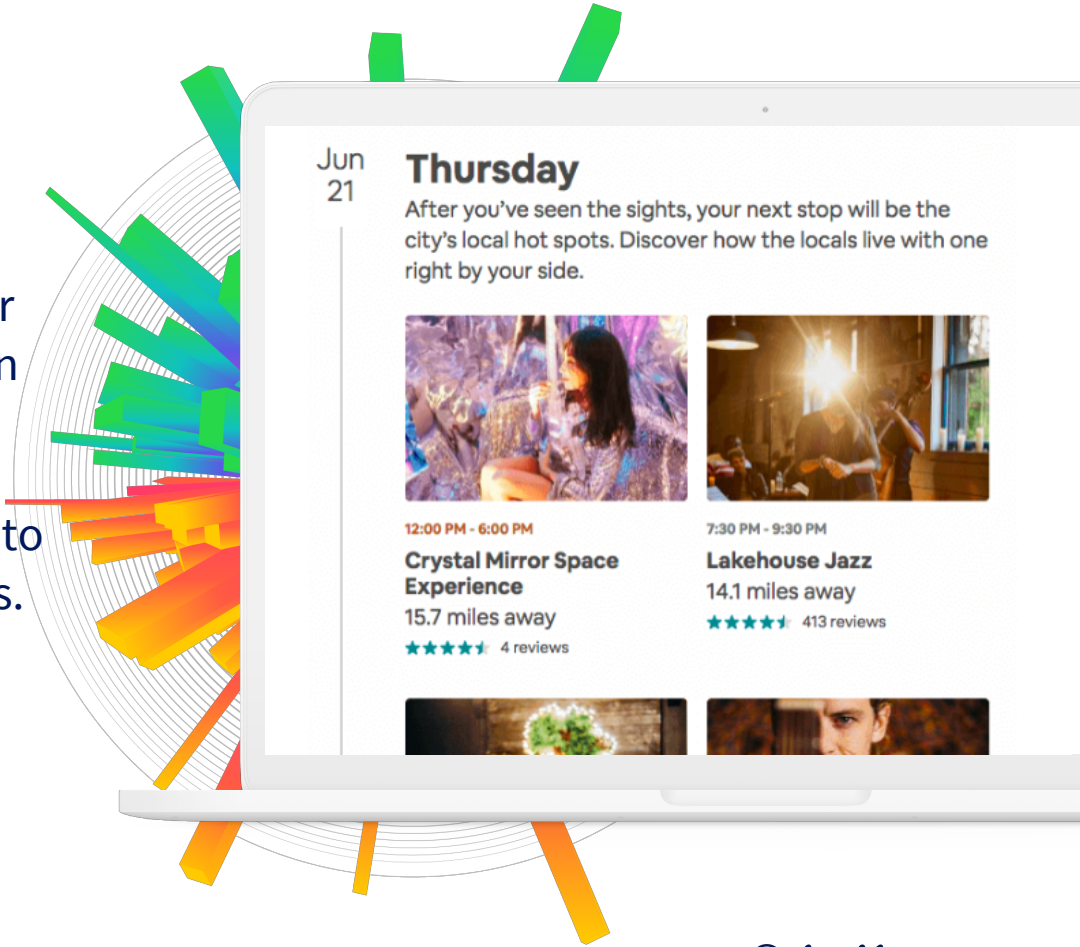 Jun
21
Thursday
After you've seen the sights, your next stop will be the
city's local hot spots. Discover how the locals live with one
right by your side.
12:00 PM - 6:00 PM
Crystal Mirror Space
Experience
15.7 miles away
4 reviews
7:30 PM - 9:30 PM
Lakehouse Jazz
14.1 miles away
413 reviews
to